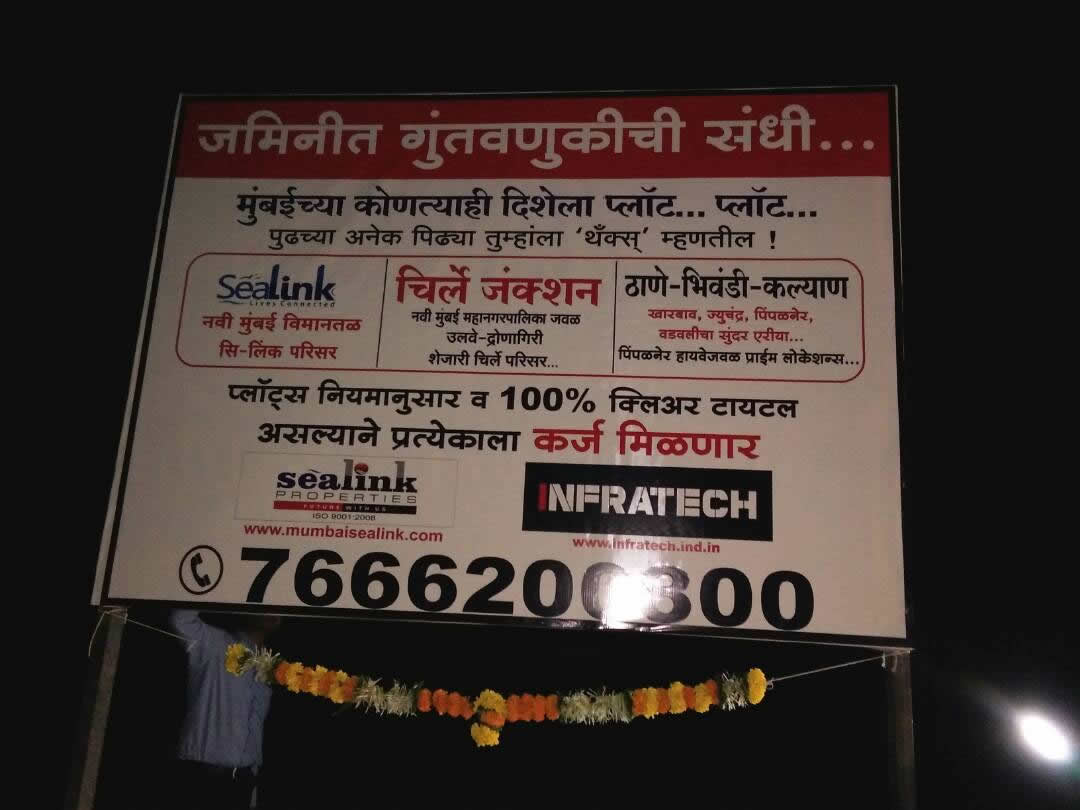 जमिनीत गुंतवणुकीची संधी...
मुंबईच्या कोणत्याही दिशेला प्लॉट... प्लॉट...
पुढच्या अनेक पिढ्या तुम्हांला ‘थँक्स्’ म्हणतील !
Sealink
Lives Connected
नवी मुंबई विमानतळ
सि-लिंक परिसर
चिर्ले जंक्शन
नवी मुंबई महानगरपालिका जवळ
उलवे-द्रोणागिरी
शेजारी चिर्ले परिसर...
ठाणे-भिवंडी-कल्याण
खारबाव, ज्युचंद्र, पिंपळनेर,
वडवलीचा सुंदर एरीया...
पिंपळनेर हायवेजवळ प्राईम लोकेशन्स...
प्लॉट्स नियमानुसार व 100% क्लिअर टायटल
असल्याने प्रत्येकाला कर्ज मिळणार
sealink
PROPERTIES
FUTURE WITH US
ISO 9001:2008
www.mumbaisealink.com
INFRATECH
www.infratech.ind.in
7666200300